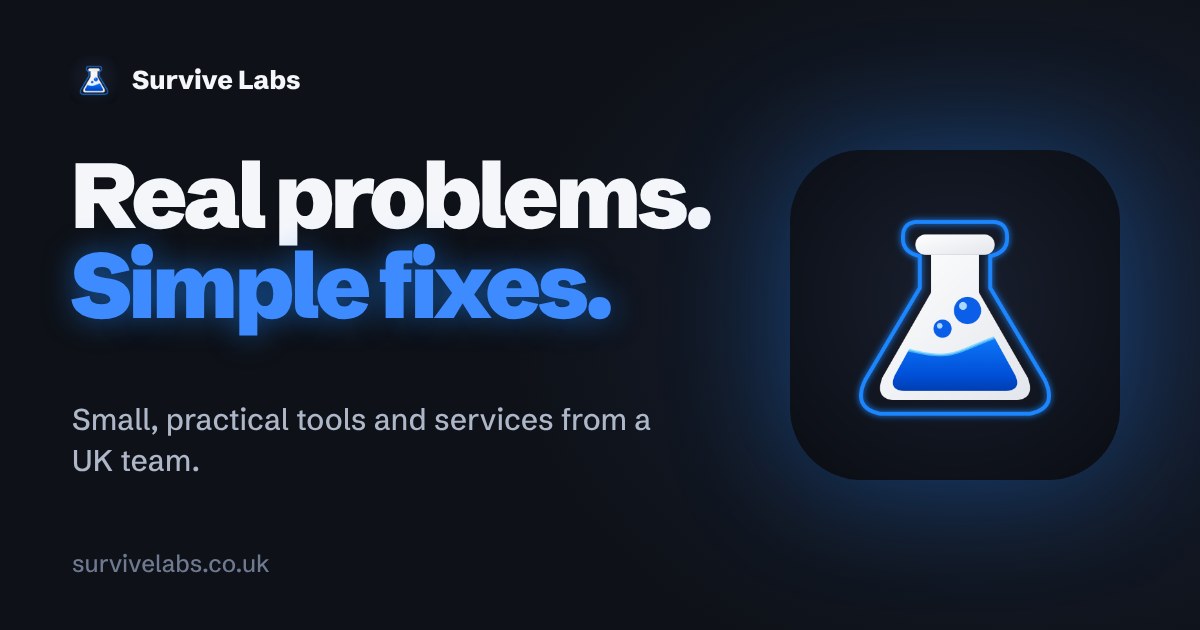 Survive Labs
Real problems.
Simple fixes.
Small, practical tools and services from a
UK team.
survivelabs.co.uk